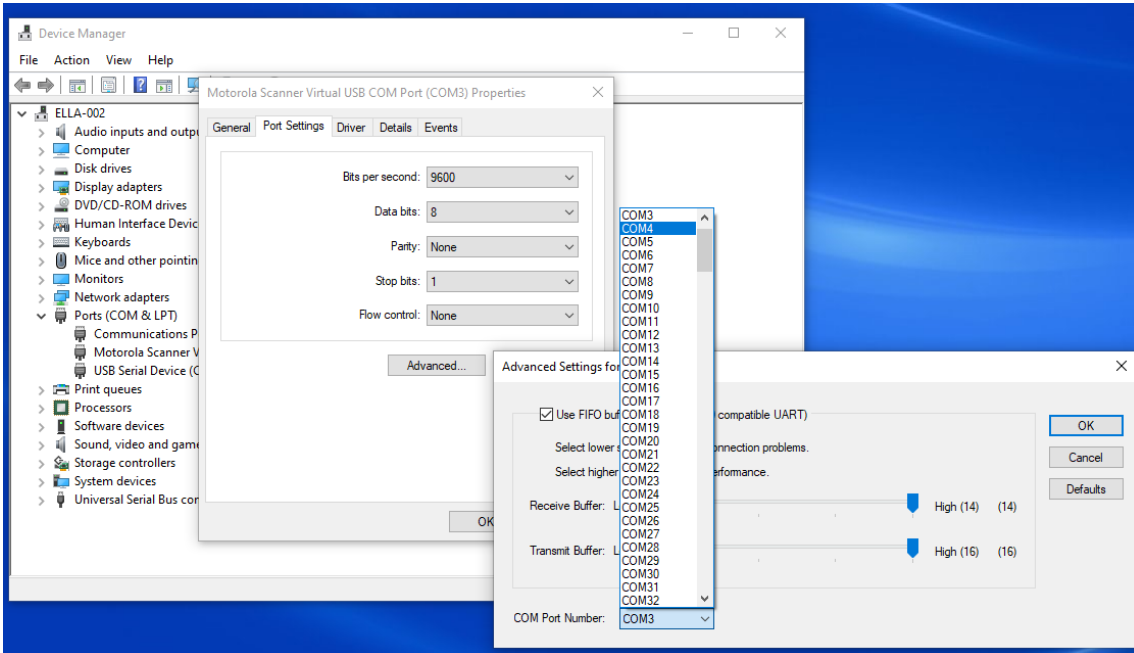 Device Manager
File Action View Help
ELLA-002
Audio inputs and outpu
Computer
Disk drives
Display adapters
DVD/CD-ROM drives
Human Interface Devic
Keyboards
Mice and other pointin
Monitors
Network adapters
Ports (COM & LPT)
Communications P
Motorola Scanner V
USB Serial Device (C
Print queues
Processors
Software devices
Sound, video and game
Storage controllers
System devices
Universal Serial Bus cor
Motorola Scanner Virtual USB COM Port (COM3) Properties
General Port Settings Driver Details Events
Bits per second: 9600
Data bits: 8
Parity: None
Stop bits: 1
Flow control: None
Advanced...
OK
Advanced Settings for
Use FIFO buf compatible UART)
Select lower s onnection problems.
Select higher erformance.
Receive Buffer: L High (14) (14)
Transmit Buffer: L High (16) (16)
COM Port Number: COM3
OK
Cancel
Defaults
COM3
COM4
COM5
COM6
COM7
COM8
COM9
COM10
COM11
COM12
COM13
COM14
COM15
COM16
COM17
COM18
COM19
COM20
COM21
COM22
COM23
COM24
COM25
COM26
COM27
COM28
COM29
COM30
COM31
COM32